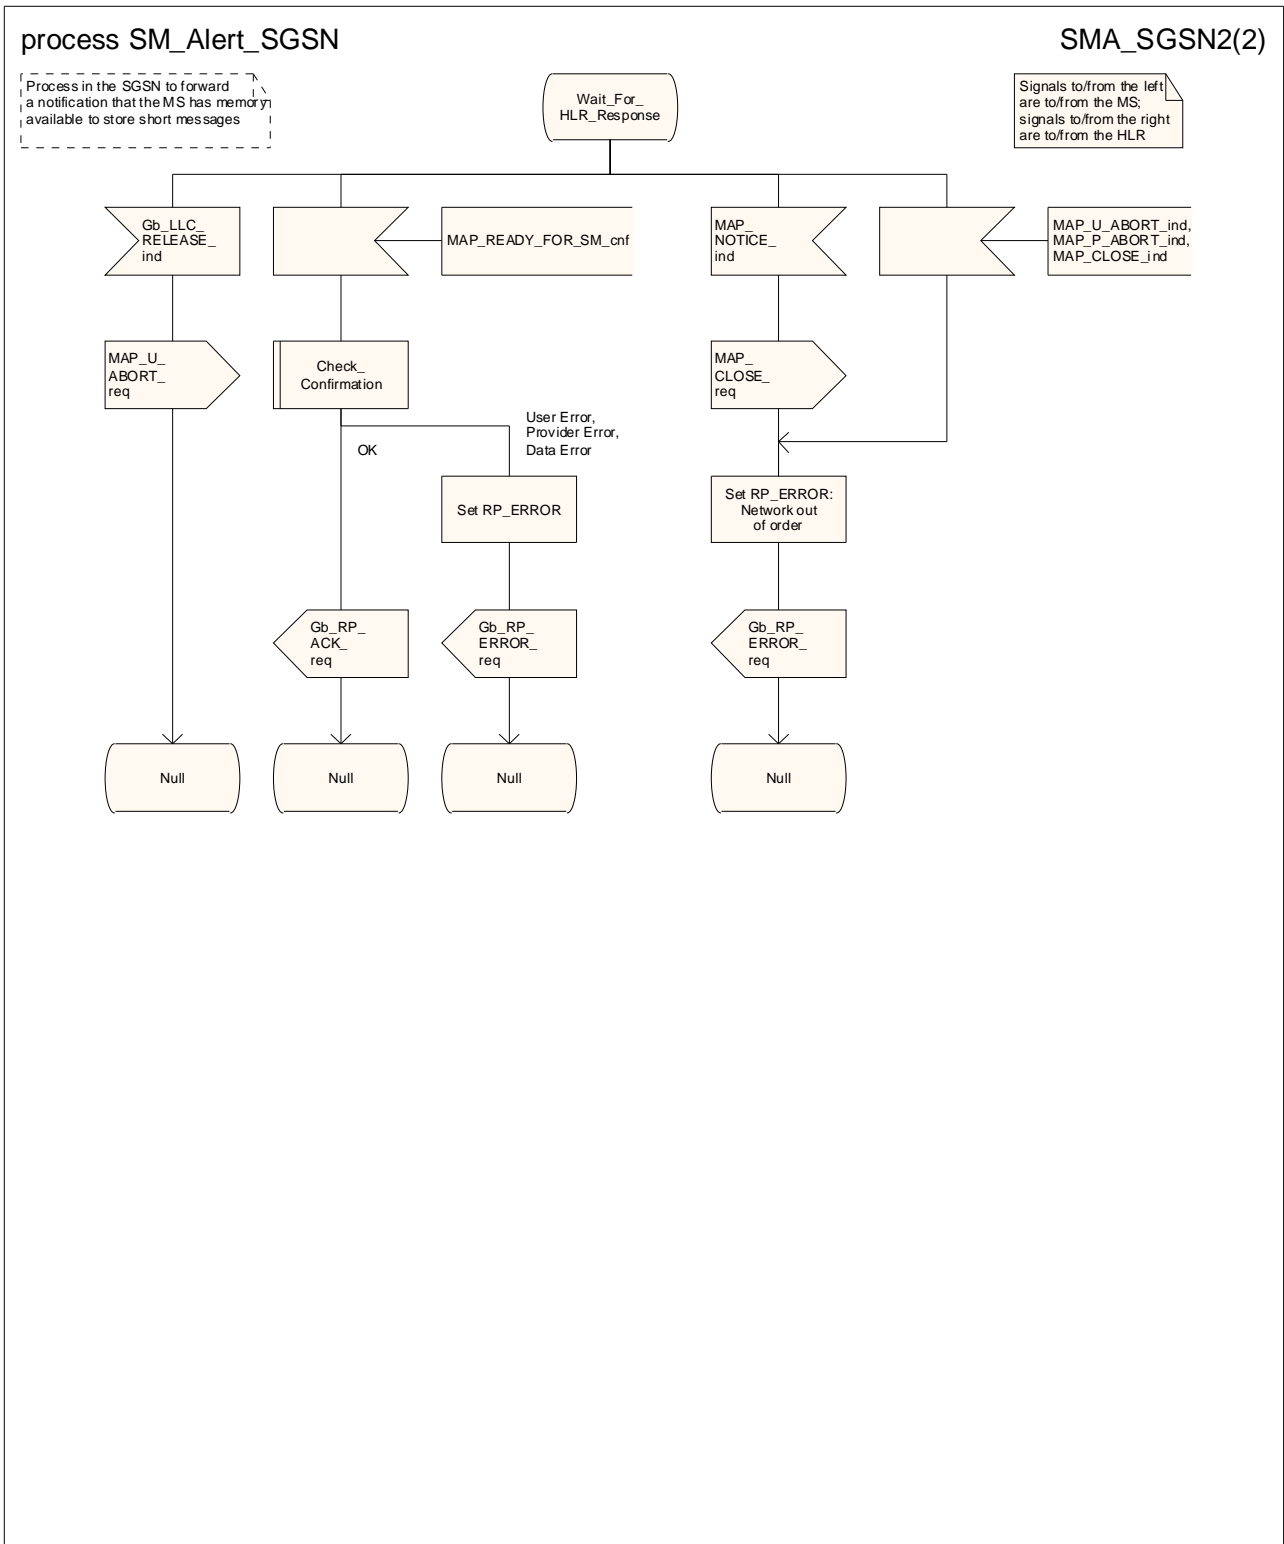 process SM_Alert_SGSN
SMA_SGSN2(2)
Process in the SGSN to forward
a notification that the MS has memory
available to store short messages
Wait_For_
HLR_Response
Signals to/from the left
are to/from the MS;
signals to/from the right
are to/from the HLR
Gb_LLC_
RELEASE_
ind
MAP_READY_FOR_SM_cnf
MAP_
NOTICE_
ind
MAP_U_ABORT_ind,
MAP_P_ABORT_ind,
MAP_CLOSE_ind
MAP_U_
ABORT_
req
Check_
Confirmation
MAP_
CLOSE_
req
OK
User Error,
Provider Error,
Data Error
Set RP_ERROR
Set RP_ERROR:
Network out
of order
Gb_RP_
ACK_
req
Gb_RP_
ERROR_
req
Gb_RP_
ERROR_
req
Null
Null
Null
Null